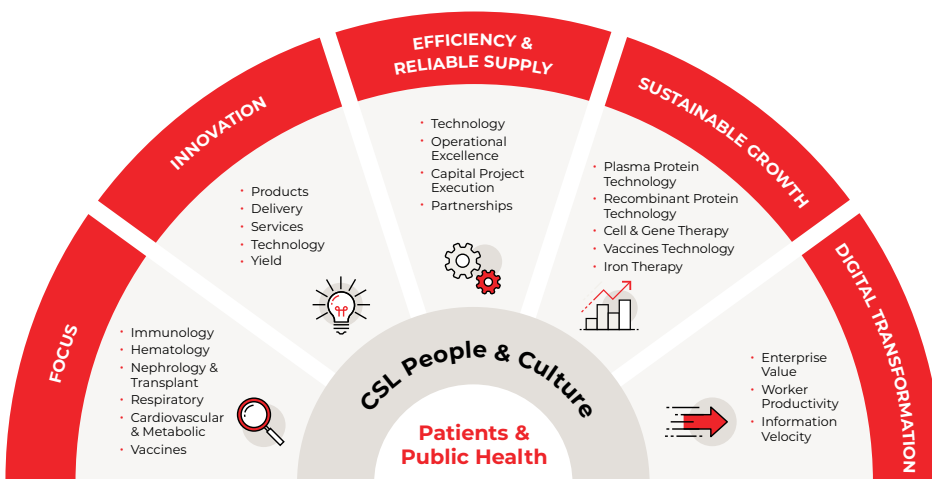 FOCUS
• Immunology
• Hematology
• Nephrology &
Transplant
• Respiratory
• Cardiovascular
& Metabolic
• Vaccines
INNOVATION
• Products
• Delivery
• Services
• Technology
• Yield
EFFICIENCY &
RELIABLE SUPPLY
• Technology
• Operational
Excellence
• Capital Project
Execution
• Partnerships
SUSTAINABLE GROWTH
• Plasma Protein
Technology
• Recombinant Protein
Technology
• Cell & Gene Therapy
• Vaccines Technology
• Iron Therapy
DIGITAL TRANSFORMATION
• Enterprise
Value
• Worker
Productivity
• Information
Velocity
CSL People & Culture
Patients &
Public Health